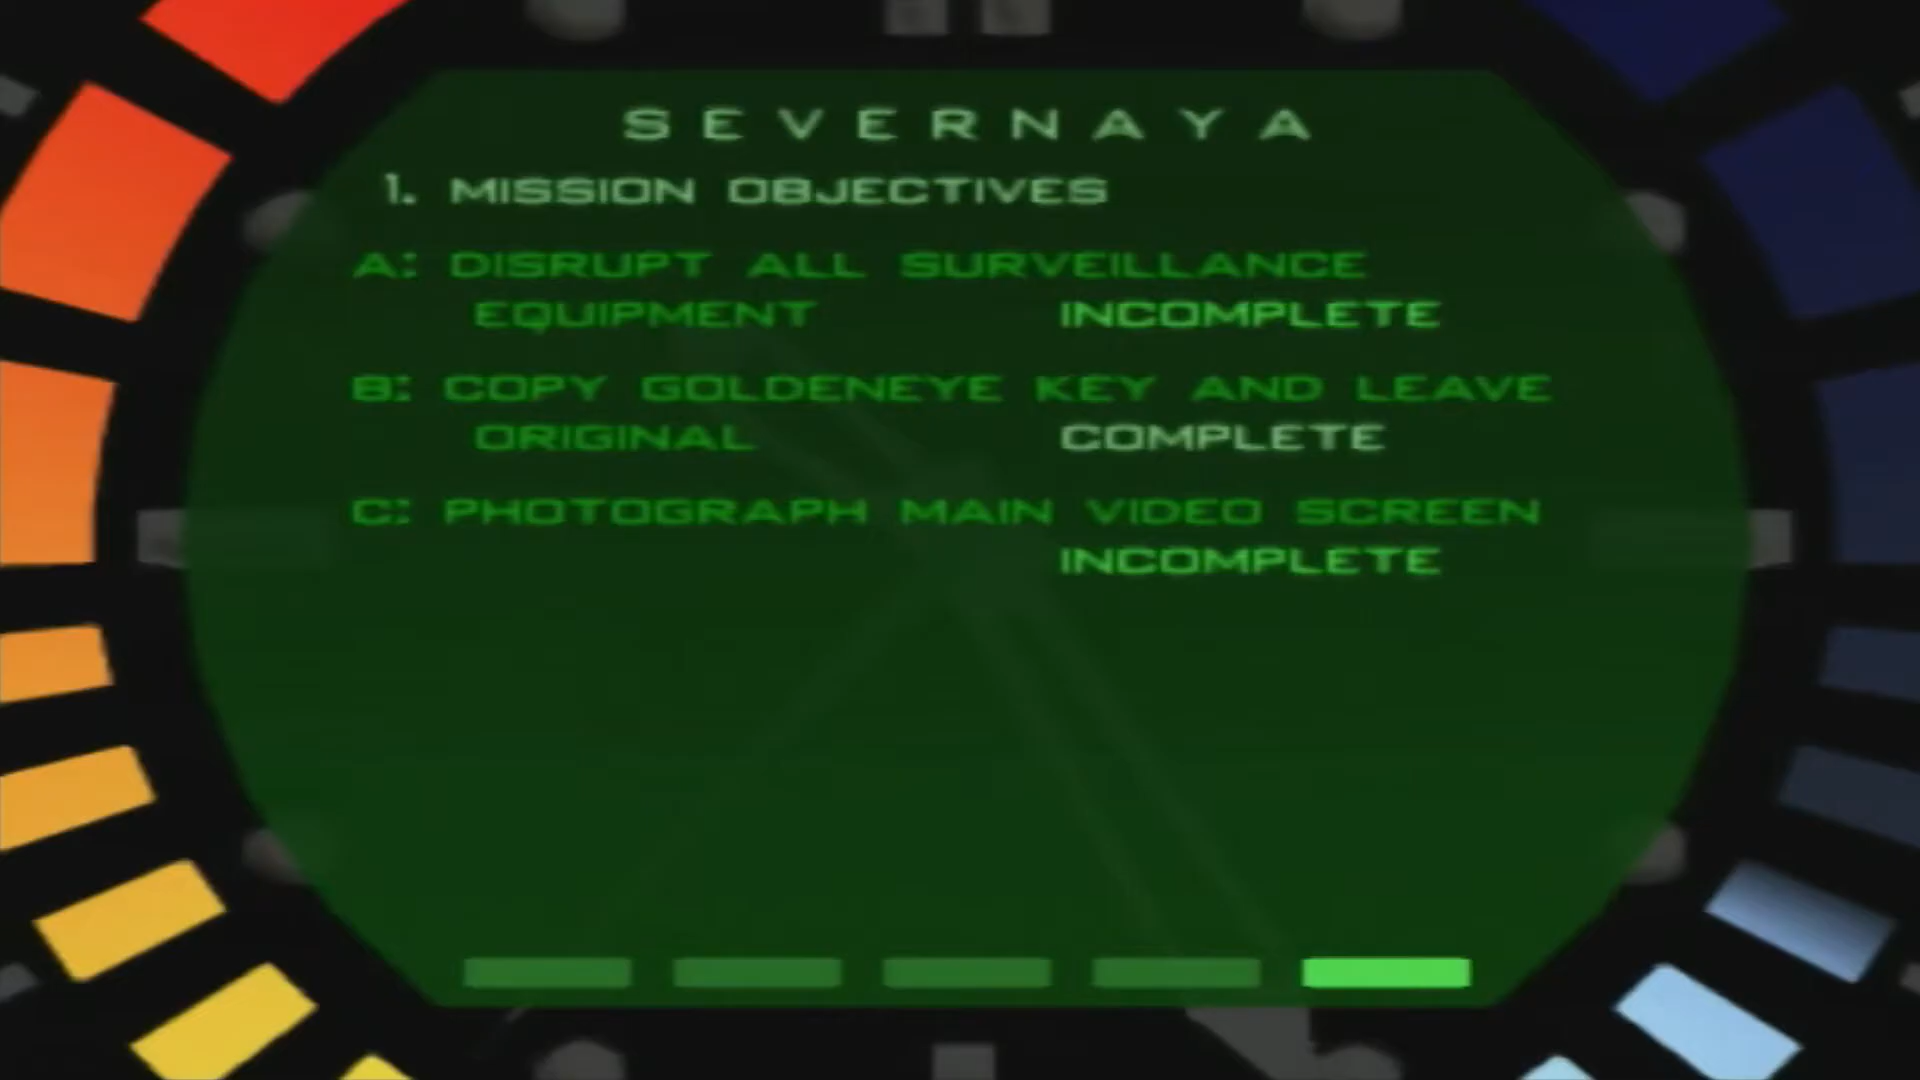 SEVERNAYA
1. MISSION OBJECTIVES
A: DISRUPT ALL SURVEILLANCE
EQUIPMENT INCOMPLETE
B: COPY GOLDENEYE KEY AND LEAVE
ORIGINAL COMPLETE
C: PHOTOGRAPH MAIN VIDEO SCREEN
INCOMPLETE